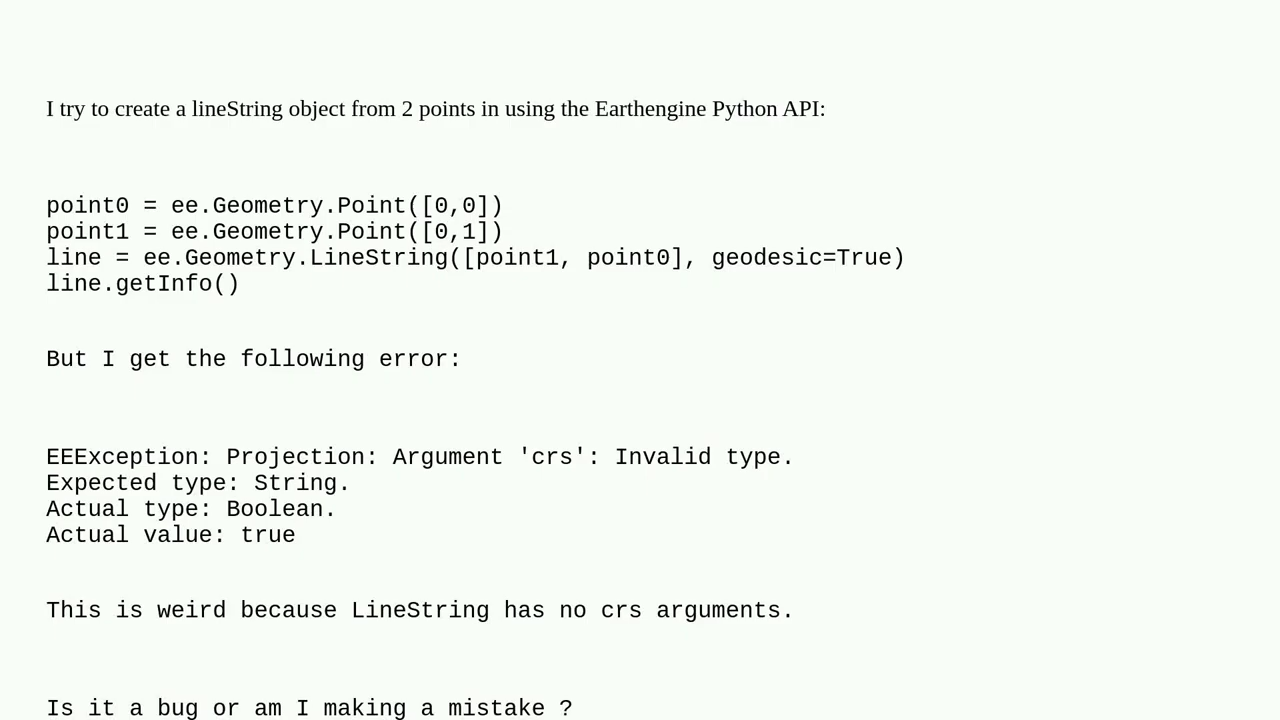 I try to create a lineString object from 2 points in using the Earthengine Python API:
point0 = ee.Geometry.Point([0,0])
point1 = ee.Geometry.Point([0,1])
line = ee.Geometry.LineString([point1, point0], geodesic=True)
line.getInfo()
But I get the following error:
EEException: Projection: Argument 'crs': Invalid type.
Expected type: String.
Actual type: Boolean.
Actual value: true
This is weird because LineString has no crs arguments.
Is it a bug or am I making a mistake ?